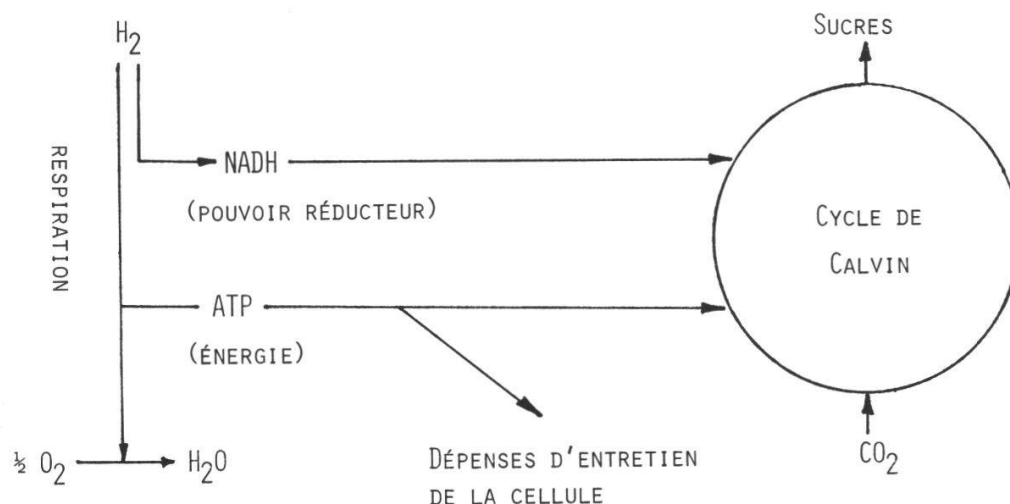 H₂
SUCRES
RESPIRATION
NADH
(POUVOIR RÉDUCTEUR)
CYCLE DE
CALVIN
ATP
(ÉNERGIE)
½ O₂
H₂O
DÉPENSES D'ENTRETIEN
DE LA CELLULE
CO₂